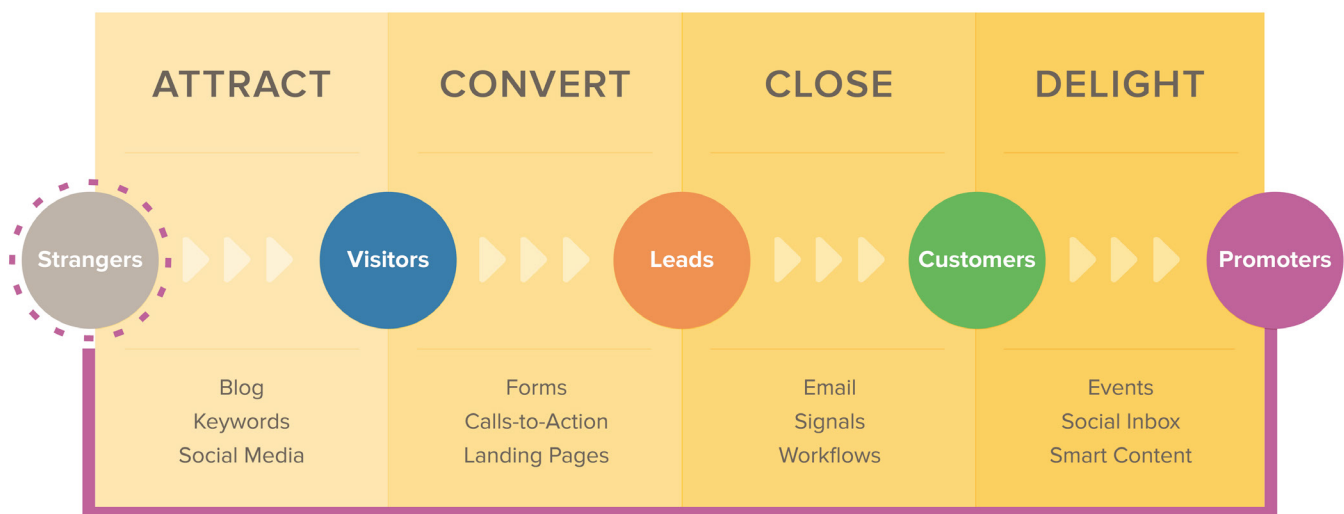 ATTRACT
CONVERT
CLOSE
DELIGHT
Strangers
Visitors
Leads
Customers
Promoters
Blog
Keywords
Social Media
Forms
Calls-to-Action
Landing Pages
Email
Signals
Workflows
Events
Social Inbox
Smart Content